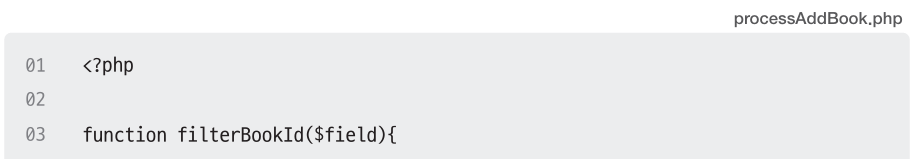 processAddBook.php
01 <?php
02
03 function filterBookId($field){